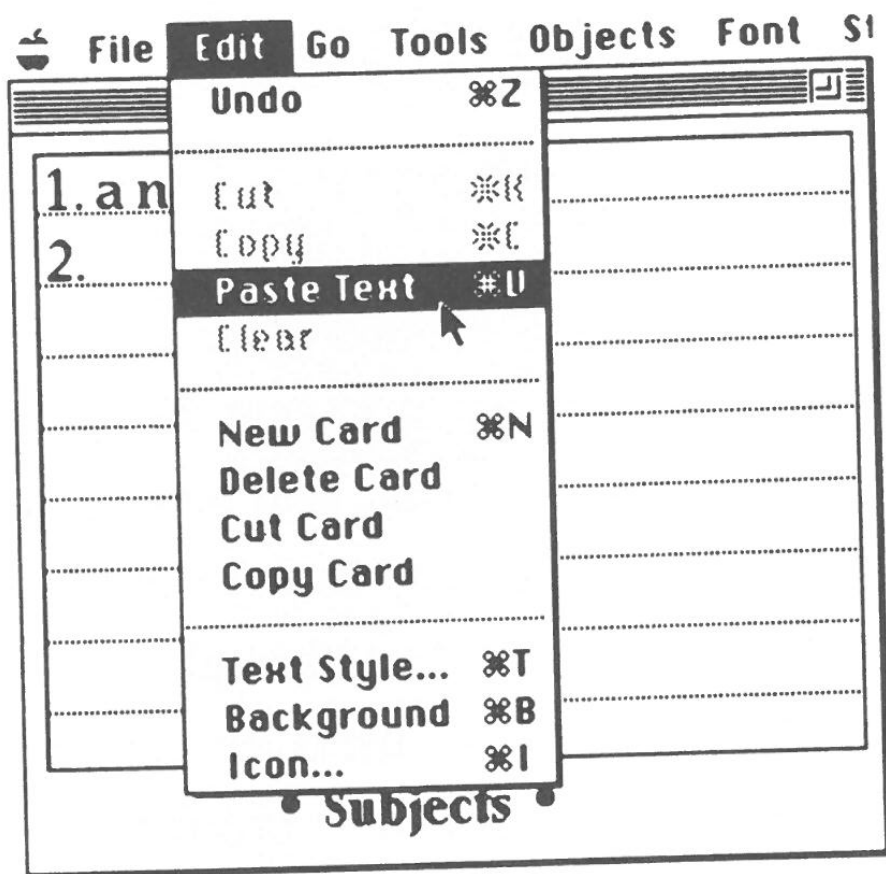 File Edit Go Tools Objects Font St
Undo ⌘Z
1. an
Cut ⌘X
Copy ⌘C
2.
Paste Text ⌘V
Clear
New Card ⌘N
Delete Card
Cut Card
Copy Card
Text Style... ⌘T
Background ⌘B
Icon... ⌘I
• Subjects •